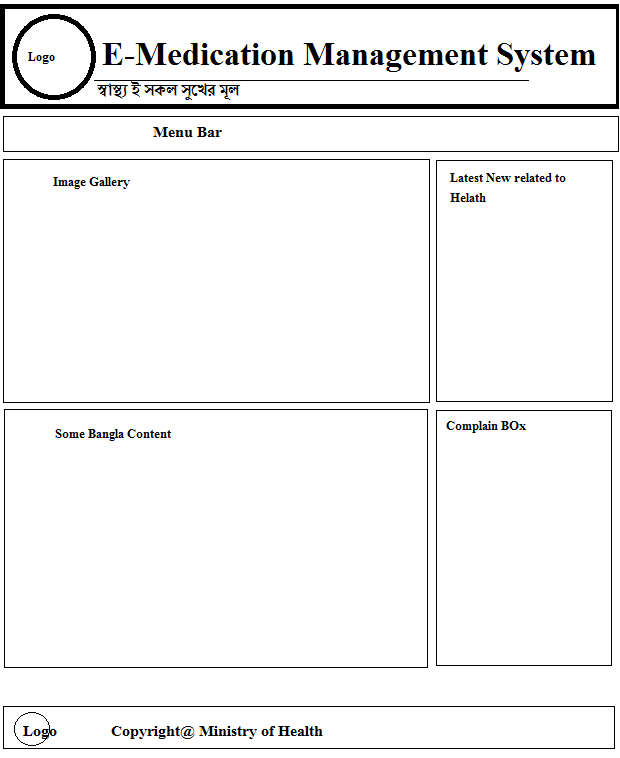 Logo
E-Medication Management System
স্বাস্থ্য ই সকল সুখের মূল
Menu Bar
Image Gallery
Latest New related to
Helath
Some Bangla Content
Complain BOx
Logo
Copyright@ Ministry of Health